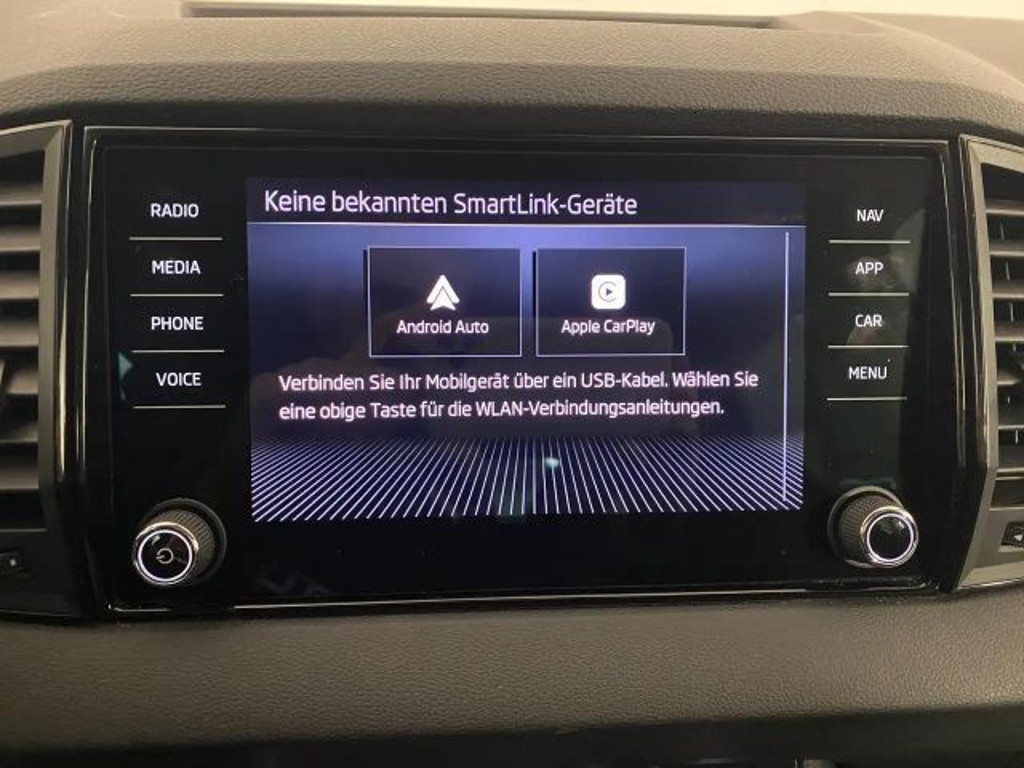 RADIO
MEDIA
PHONE
VOICE
Keine bekannten SmartLink-Geräte
Android Auto
Apple CarPlay
Verbinden Sie Ihr Mobilgerät über ein USB-Kabel. Wählen Sie
eine obige Taste für die WLAN-Verbindungsanleitungen.
NAV
APP
CAR
MENU